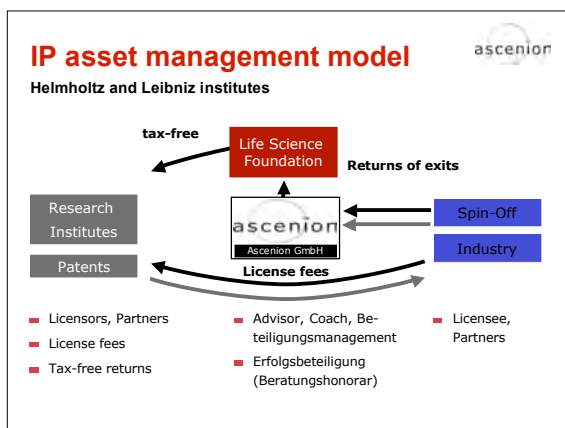 IP asset management model
ascenion
Helmholtz and Leibniz institutes
tax-free
Life Science
Foundation
Returns of exits
Research
Institutes
ascenion
Ascenion GmbH
Spin-Off
Industry
Patents
License fees
Licensors, Partners
License fees
Tax-free returns
Advisor, Coach, Be-
teiligungsmanagement
Erfolgsbeteiligung
(Beratungshonorar)
Licensee,
Partners